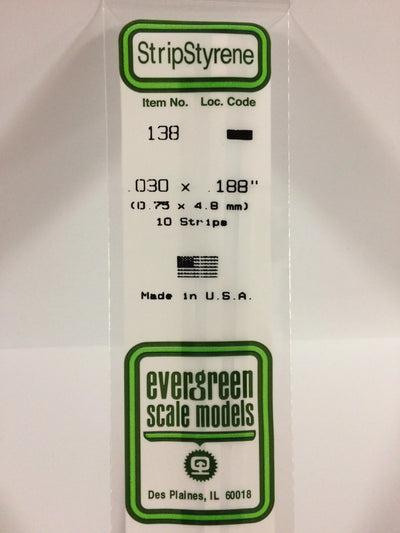 StripStyrene
Item No. Loc. Code
138
.030 x .188"
(0.75 x 4.8 mm)
10 Strips
Made in U.S.A.
evergreen
scale models
Des Plaines, IL 60018